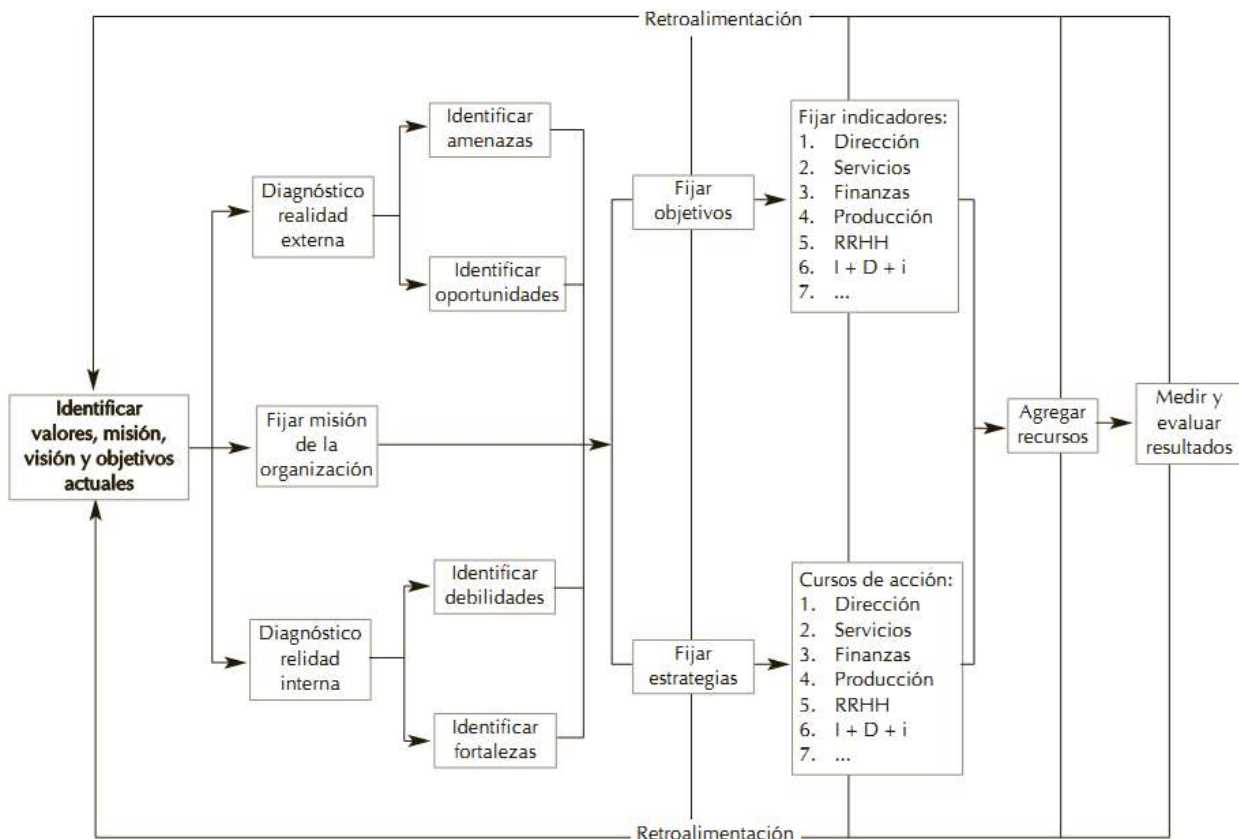 Retroalimentación
Identificar
amenazas
Fijar indicadores:
1. Dirección
2. Servicios
3. Finanzas
4. Producción
5. RRHH
6. I + D + i
7. ...
Diagnóstico
realidad
externa
Fijar
objetivos
Identificar
oportunidades
Identificar
valores, misión,
visión y objetivos
actuales
Fijar misión
de la
organización
Agregar
recursos
Medir y
evaluar
resultados
Identificar
debilidades
Cursos de acción:
1. Dirección
2. Servicios
3. Finanzas
4. Producción
5. RRHH
6. I + D + i
7. ...
Diagnóstico
relidad
interna
Fijar
estrategias
Identificar
fortalezas
Retroalimentación